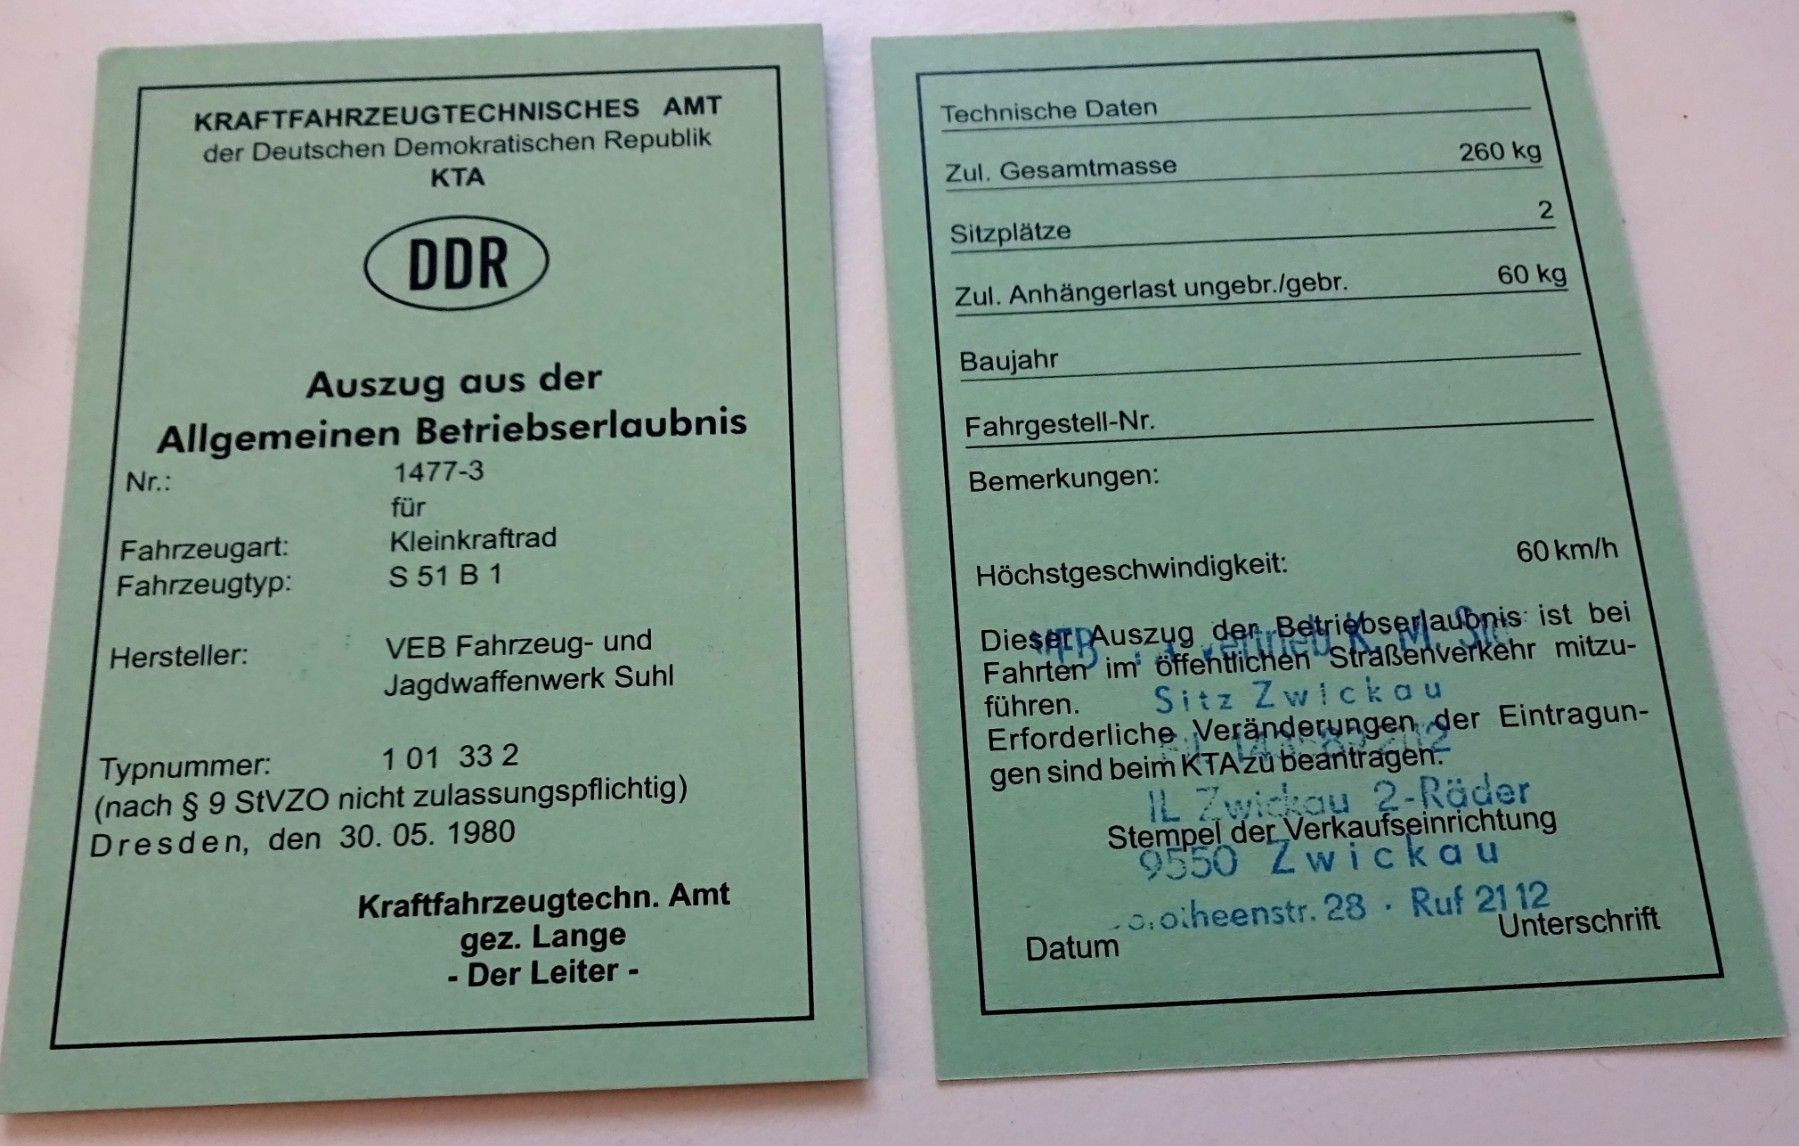 KRAFTFAHRZEUGTECHNISCHES AMT
der Deutschen Demokratischen Republik
KTA
DDR
Auszug aus der
Allgemeinen Betriebserlaubnis
Nr.: 1477-3
für
Fahrzeugart: Kleinkraftrad
Fahrzeugtyp: S 51 B 1
Hersteller: VEB Fahrzeug- und
Jagdwaffenwerk Suhl
Typnummer: 1 01 33 2
(nach § 9 StVZO nicht zulassungspflichtig)
Dresden, den 30. 05. 1980
Kraftfahrzeugtechn. Amt
gez. Lange
- Der Leiter -
Technische Daten
Zul. Gesamtmasse 260 kg
Sitzplätze 2
Zul. Anhängerlast ungebr./gebr. 60 kg
Baujahr
Fahrgestell-Nr.
Bemerkungen:
Höchstgeschwindigkeit: 60 km/h
Dieser Auszug der Betriebserlaubnis ist bei
VEB
Fahrten im öffentlichen Straßenverkehr mitzu-
führen.
Sitz Zwickau
Erforderliche Veränderungen der Eintragun-
gen sind beim KTA zu beantragen.
IL Zwickau 2-Räder
Stempel der Verkaufseinrichtung
9550 Zwickau
28 · Ruf 21 12
Datum Unterschrift